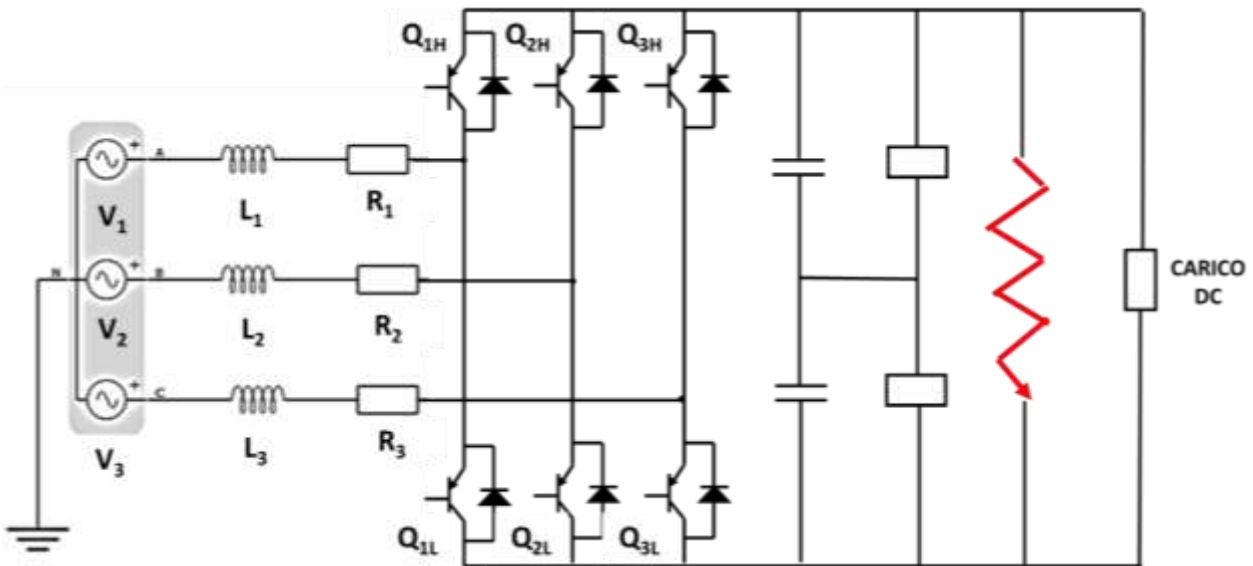 Q1H
Q2H
Q3H
+
A
V1
L1
R1
N
+
B
V2
L2
R2
CARICO
DC
+
C
V3
L3
R3
Q1L
Q2L
Q3L